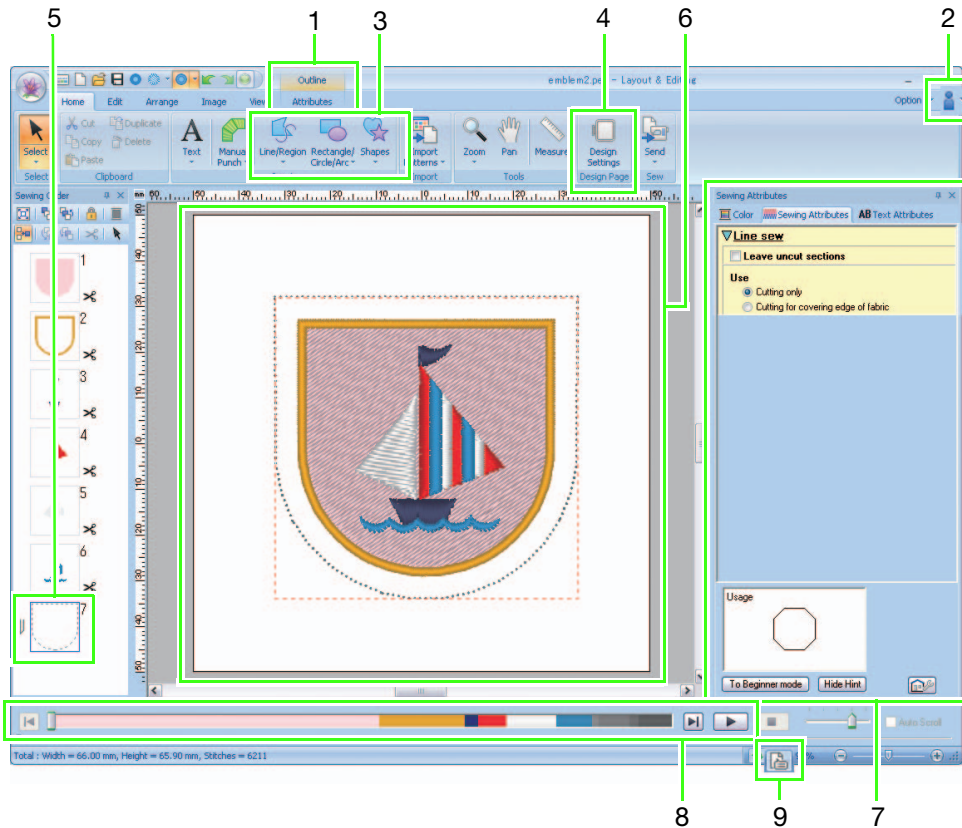 5 1 3 4 6 2
Outline emblem2.pe - Layout & Editing
Home Edit Arrange Image View Attributes Option
Select Cut Duplicate Copy Delete Paste Text Manual Punch Line/Region Rectangle/ Circle/Arc Shapes Import Patterns Zoom Pan Measure Design Settings Send
Select Clipboard Import Tools Design Page Sew
Sewing Order
mm
Sewing Attributes
Color Sewing Attributes AB Text Attributes
Line sew
Leave uncut sections
Use
Cutting only
Cutting for covering edge of fabric
1
2
3
4
5
6
7
Usage
To Beginner mode Hide Hint
Auto Scroll
Total : Width = 66.00 mm, Height = 65.90 mm, Stitches = 6211
8 9 7